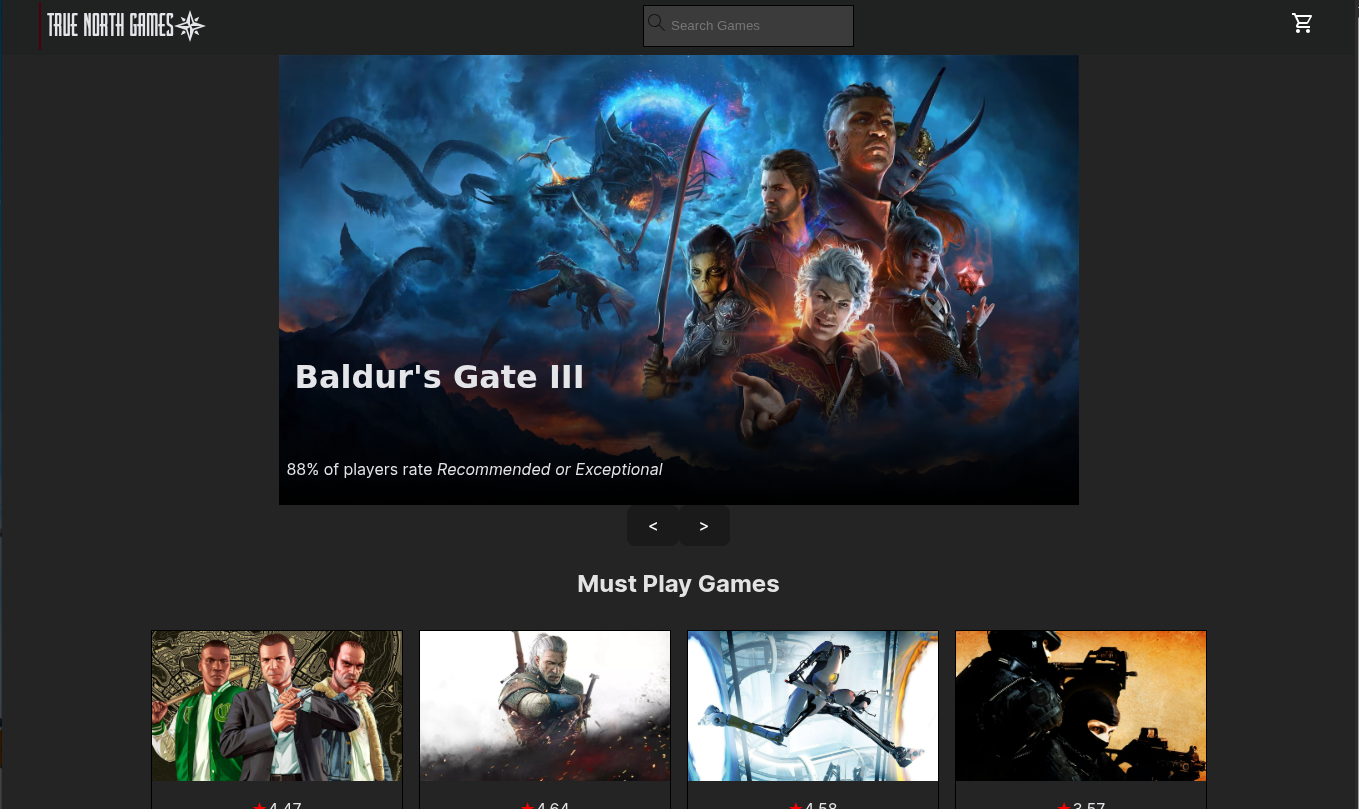 TRUE NORTH GAMES
Search Games
Baldur's Gate III
88% of players rate Recommended or Exceptional
< >
Must Play Games
★4.47 ★4.64 ★4.58 ★3.57